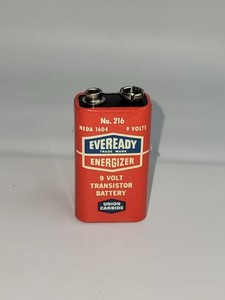 No. 216
NEDA 1604 9 VOLTS
EVEREADY
TRADE MARK
ENERGIZER
9 VOLT
TRANSISTOR
BATTERY
UNION
CARBIDE